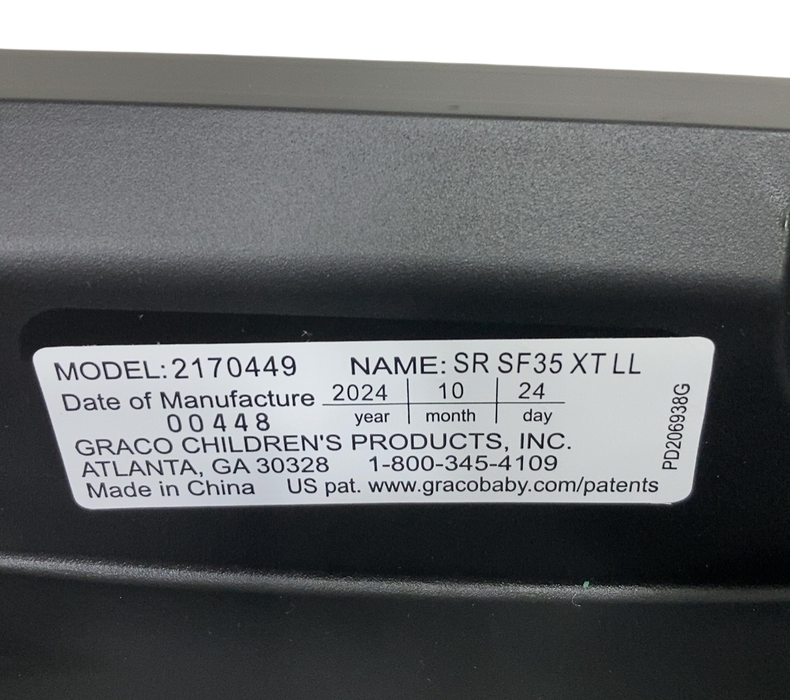 MODEL: 2170449 NAME: SR SF35 XT LL
Date of Manufacture 2024 10 24
00448 year month day
GRACO CHILDREN'S PRODUCTS, INC.
ATLANTA, GA 30328 1-800-345-4109
Made in China US pat. www.gracobaby.com/patents
PD206938G